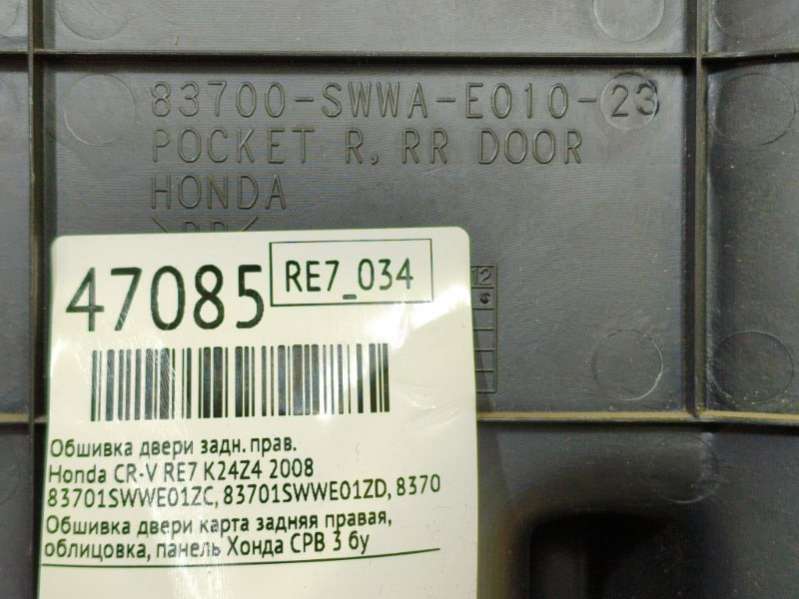 83700-SWWA-E010-23
POCKET R, RR DOOR
HONDA
12
47085
RE7_034
Обшивка двери задн. прав.
Honda CR-V RE7 K24Z4 2008
83701SWWE01ZC, 83701SWWE01ZD, 8370
Обшивка двери карта задняя правая,
облицовка, панель Хонда СРВ 3 бу